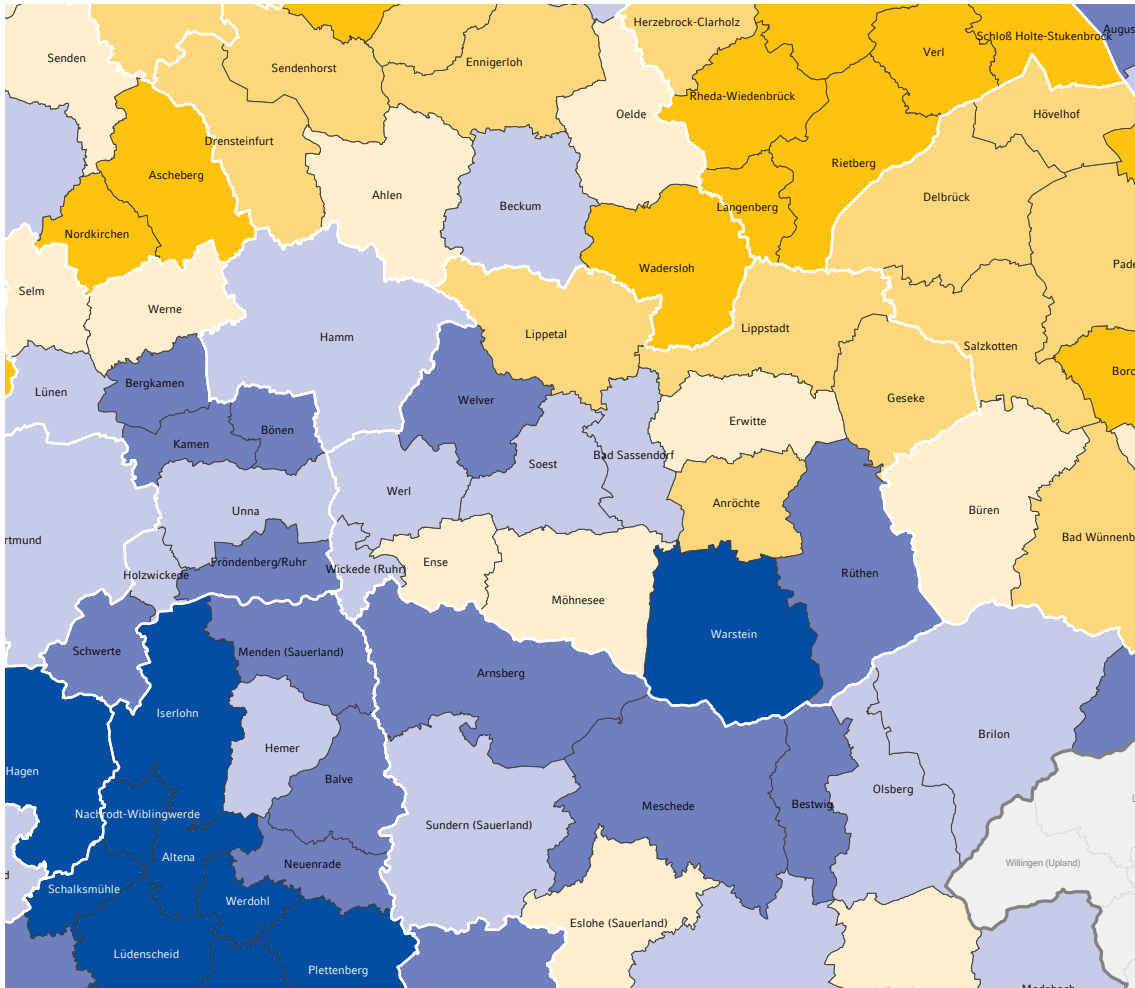 Herzebrock-Clarholz
Augus
Schloß Holte-Stukenbrock
Verl
Senden
Ennigerloh
Sendenhorst
Rheda-Wiedenbrück
Oelde
Hövelhof
Drensteinfurt
Rietberg
Ascheberg
Ahlen
Delbrück
Beckum
Langenberg
Nordkirchen
Pade
Wadersloh
Selm
Werne
Lippstadt
Lippetal
Hamm
Salzkotten
Borc
Bergkamen
Lünen
Geseke
Welver
Erwitte
Bönen
Kamen
Bad Sassendorf
Soest
Werl
Anröchte
Unna
Büren
rtmund
Bad Wünnenb
Fröndenberg/Ruhr
Ense
Wickede (Ruhr)
Holzwickede
Rüthen
Möhnesee
Warstein
Schwerte
Menden (Sauerland)
Arnsberg
Iserlohn
Brilon
Hemer
Hagen
Balve
Olsberg
Meschede
Bestwig
Nachrodt-Wiblingwerde
Sundern (Sauerland)
Altena
Neuenrade
Willingen (Upland)
d
Schalksmühle
Werdohl
Eslohe (Sauerland)
Lüdenscheid
Plettenberg
Medebach